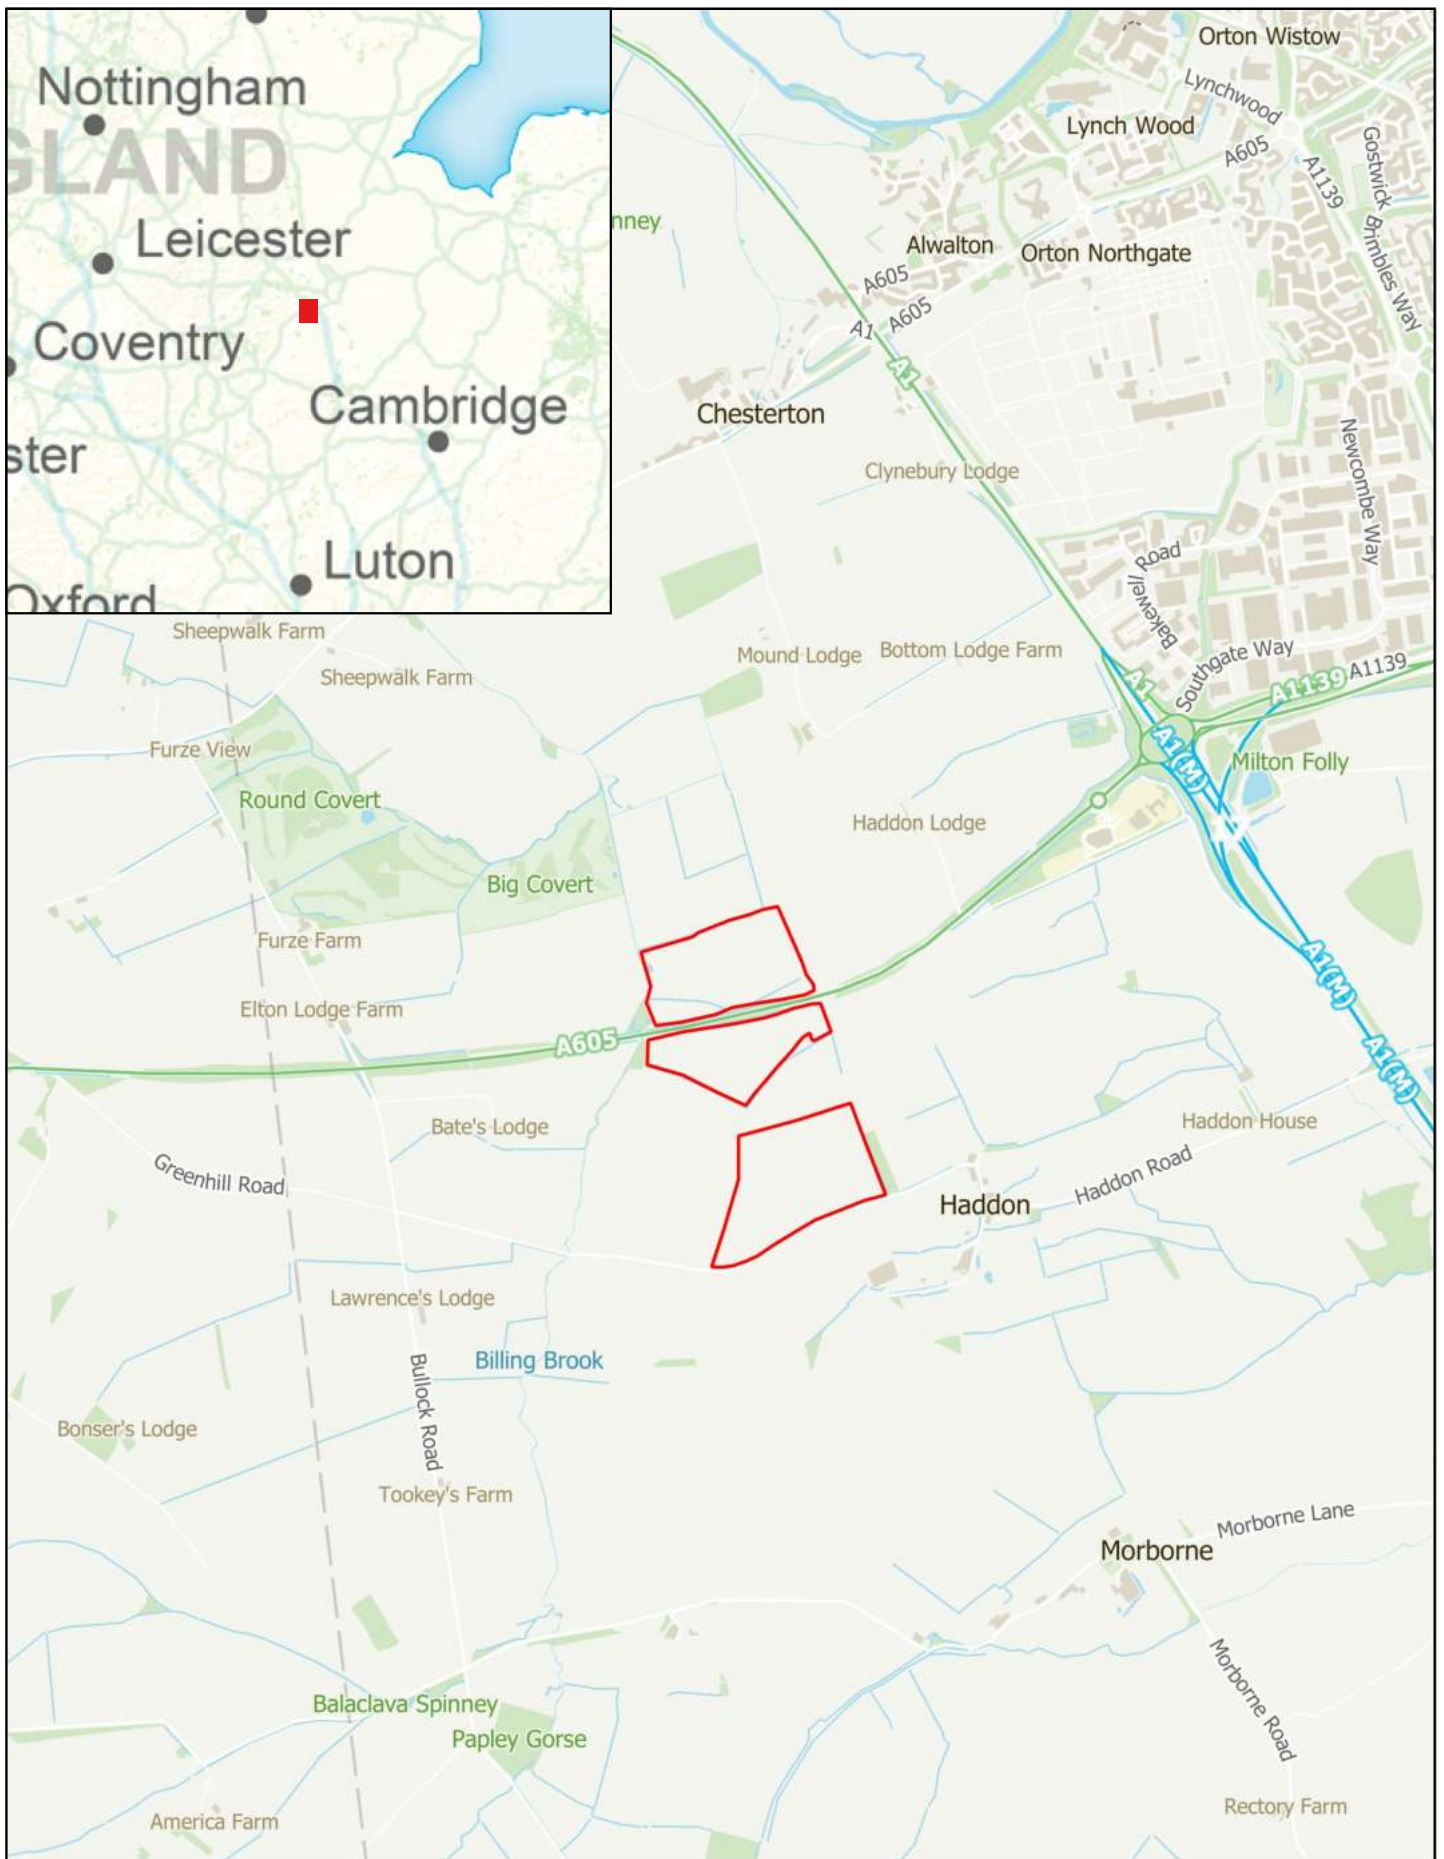 Nottingham
GLAND
Leicester
Coventry
Cambridge
ster
Luton
Oxford
Orton Wistow
Lynchwood
Lynch Wood
A605
A1139
Gostwick
Brimbles Way
nney
Alwalton
Orton Northgate
A605
A605
A1
A1
Chesterton
Clynebury Lodge
Newcombe Way
Bakewell Road
Southgate Way
A1139
A1139
Sheepwalk Farm
Sheepwalk Farm
Mound Lodge
Bottom Lodge Farm
A1
A1(M)
Milton Folly
Furze View
Round Covert
Haddon Lodge
Big Covert
Furze Farm
Elton Lodge Farm
A605
A1(M)
A1(M)
Bate's Lodge
Haddon House
Greenhill Road
Haddon Road
Haddon
Lawrence's Lodge
Billing Brook
Bullock Road
Bonser's Lodge
Tookey's Farm
Morborne Lane
Morborne
Morborne Road
Balaclava Spinney
Papley Gorse
America Farm
Rectory Farm